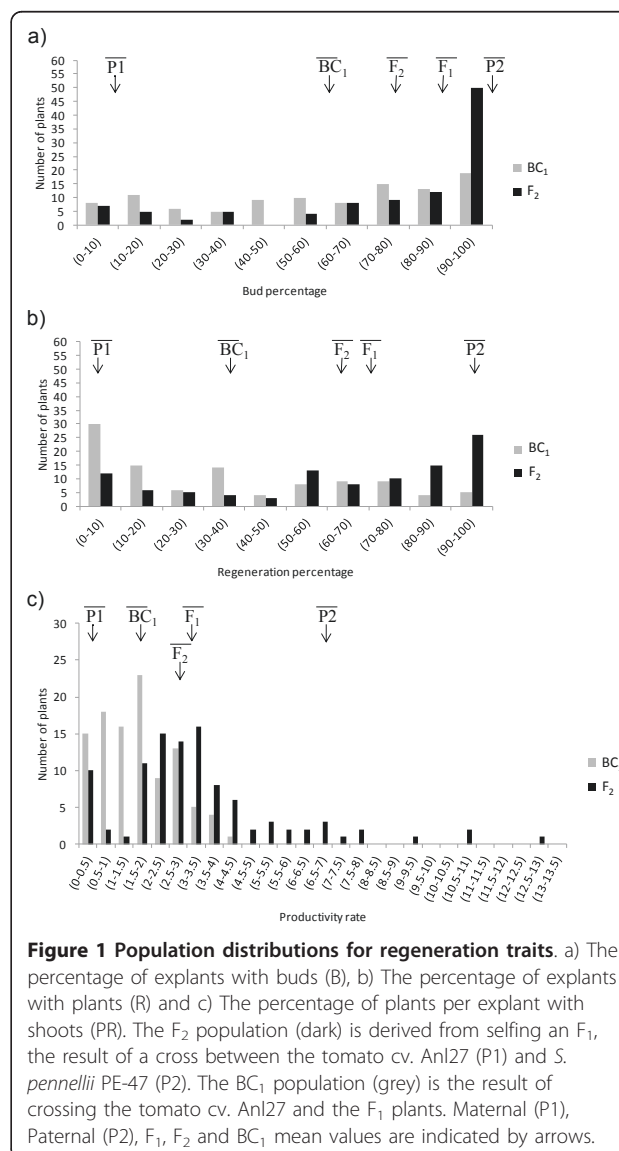 a)
P1 BC1 F2 F1 P2
60
55
50
45
40
35
30
25
20
15
10
5
0
Number of plants
BC1
F2
(0-10) (10-20) (20-30) (30-40) (40-50) (50-60) (60-70) (70-80) (80-90) (90-100)
Bud percentage
b)
P1 BC1 F2 F1 P2
60
55
50
45
40
35
30
25
20
15
10
5
0
Number of plants
BC1
F2
(0-10) (10-20) (20-30) (30-40) (40-50) (50-60) (60-70) (70-80) (80-90) (90-100)
Regeneration percentage
c)
P1 BC1 F1 P2
F2
30
25
20
15
10
5
0
Number of plants
BC
F2
(0-0.5) (0.5-1) (1-1.5) (1.5-2) (2-2.5) (2.5-3) (3-3.5) (3.5-4) (4-4.5) (4.5-5) (5-5.5) (5.5-6) (6-6.5) (6.5-7) (7-7.5) (7.5-8) (8-8.5) (8.5-9) (9-9.5) (9.5-10) (10-10.5) (10.5-11) (11-11.5) (11.5-12) (12-12.5) (12.5-13) (13-13.5)
Productivity rate
Figure 1 Population distributions for regeneration traits. a) The
percentage of explants with buds (B), b) The percentage of explants
with plants (R) and c) The percentage of plants per explant with
shoots (PR). The F2 population (dark) is derived from selfing an F1,
the result of a cross between the tomato cv. Anl27 (P1) and S.
pennellii PE-47 (P2). The BC1 population (grey) is the result of
crossing the tomato cv. Anl27 and the F1 plants. Maternal (P1),
Paternal (P2), F1, F2 and BC1 mean values are indicated by arrows.